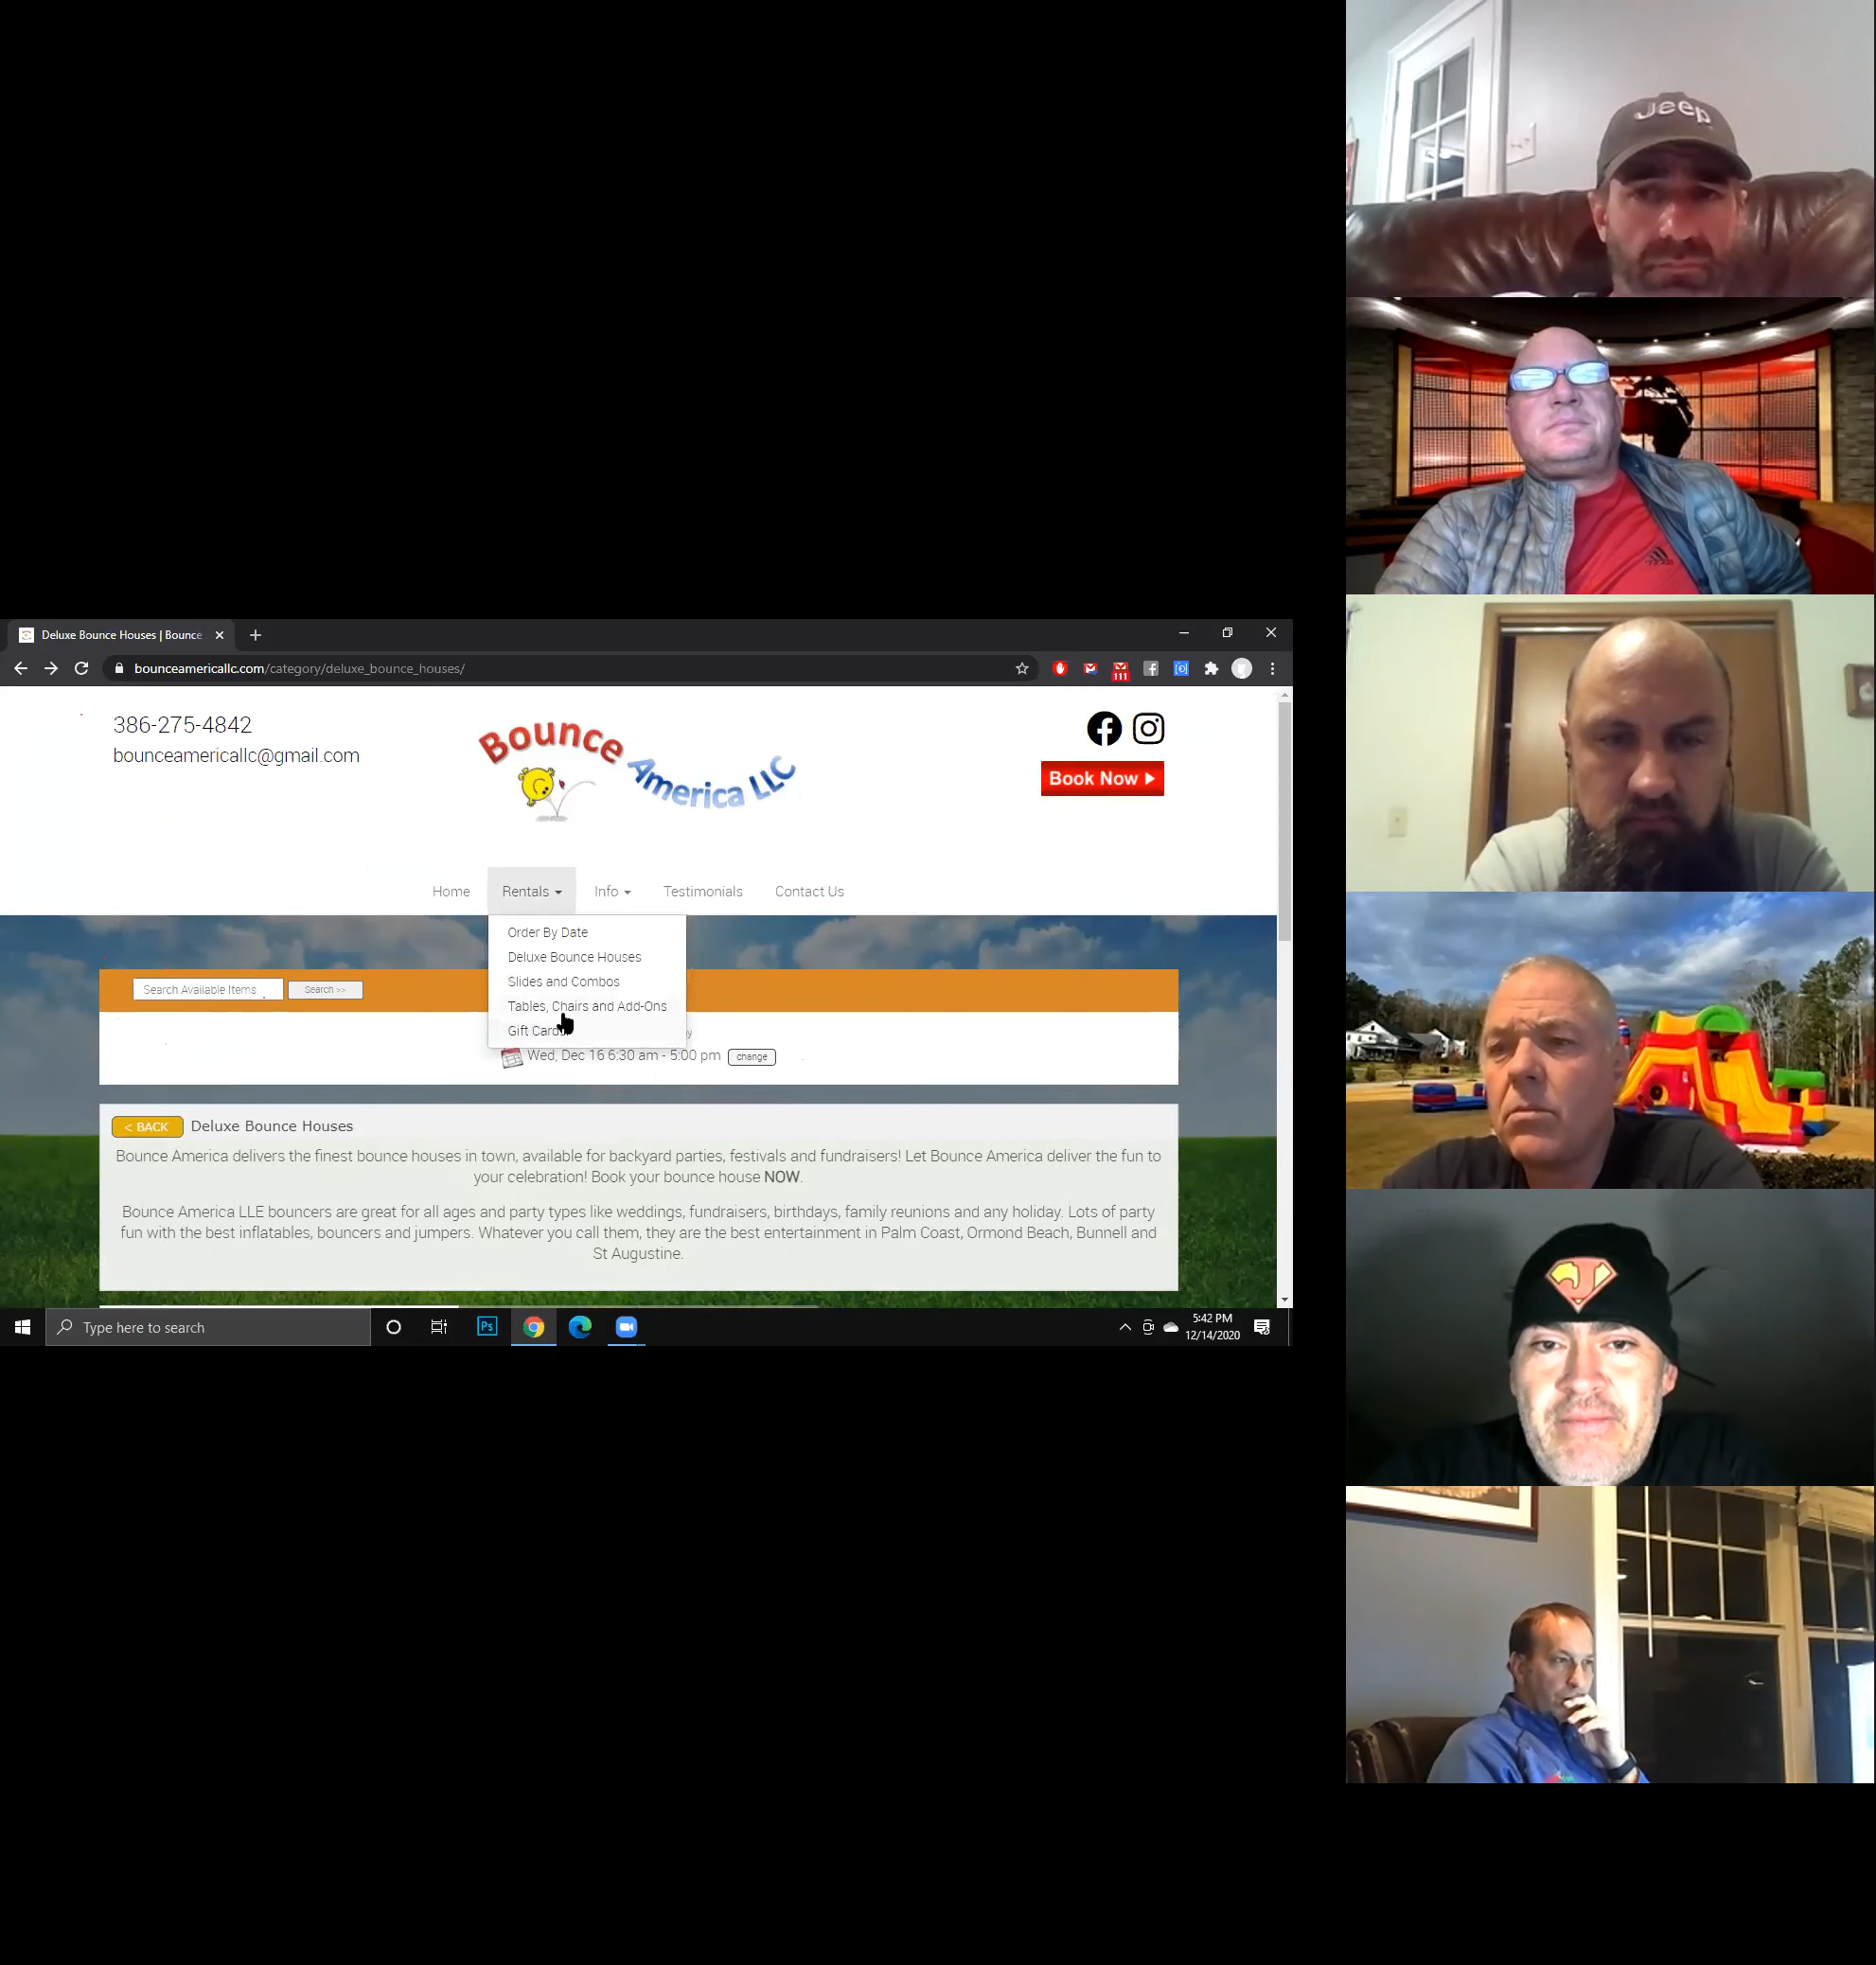 Jeep
Deluxe Bounce Houses | Bounce
bounceamericallc.com/category/deluxe_bounce_houses/
111
386-275-4842
bounceamericallc@gmail.com
Bounce America LLC
Book Now
Home Rentals Info Testimonials Contact Us
Order By Date
Deluxe Bounce Houses
Slides and Combos
Tables, Chairs and Add-Ons
Gift Cards
Search Available Items Search >>
Wed, Dec 16 6:30 am - 5:00 pm change
< BACK Deluxe Bounce Houses
Bounce America delivers the finest bounce houses in town, available for backyard parties, festivals and fundraisers! Let Bounce America deliver the fun to
your celebration! Book your bounce house NOW.
Bounce America LLE bouncers are great for all ages and party types like weddings, fundraisers, birthdays, family reunions and any holiday. Lots of party
fun with the best inflatables, bouncers and jumpers. Whatever you call them, they are the best entertainment in Palm Coast, Ormond Beach, Bunnell and
St Augustine.
Type here to search
Ps
5:42 PM
12/14/2020
J